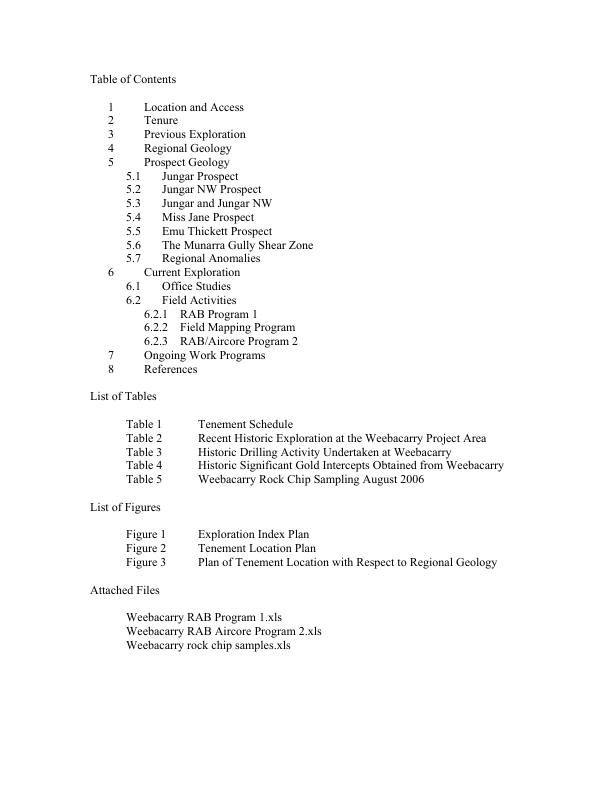 Table of Contents
1 Location and Access
2 Tenure
3 Previous Exploration
4 Regional Geology
5 Prospect Geology
5.1 Jungar Prospect
5.2 Jungar NW Prospect
5.3 Jungar and Jungar NW
5.4 Miss Jane Prospect
5.5 Emu Thickett Prospect
5.6 The Munarra Gully Shear Zone
5.7 Regional Anomalies
6 Current Exploration
6.1 Office Studies
6.2 Field Activities
6.2.1 RAB Program 1
6.2.2 Field Mapping Program
6.2.3 RAB/Aircore Program 2
7 Ongoing Work Programs
8 References
List of Tables
Table 1 Tenement Schedule
Table 2 Recent Historic Exploration at the Weebacarry Project Area
Table 3 Historic Drilling Activity Undertaken at Weebacarry
Table 4 Historic Significant Gold Intercepts Obtained from Weebacarry
Table 5 Weebacarry Rock Chip Sampling August 2006
List of Figures
Figure 1 Exploration Index Plan
Figure 2 Tenement Location Plan
Figure 3 Plan of Tenement Location with Respect to Regional Geology
Attached Files
Weebacarry RAB Program 1.xls
Weebacarry RAB Aircore Program 2.xls
Weebacarry rock chip samples.xls